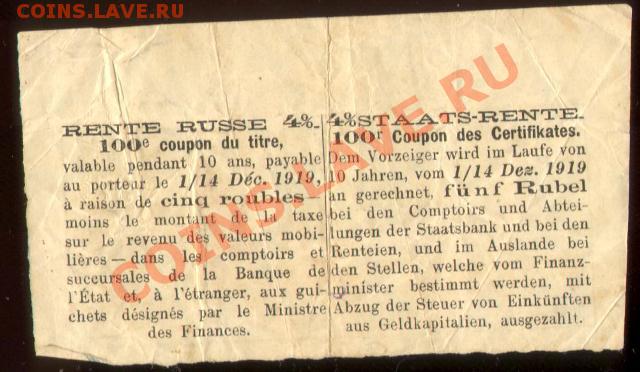 COINS.LAVE.RU
RENTE RUSSE 4%.
100e coupon du titre,
valable pendant 10 ans, payable
au porteur le 1/14 Déc. 1919,
à raison de cinq roubles—
moins le montant de la taxe
sur le revenu des valeurs mobi-
lières—dans les comptoirs et
succursales de la Banque de
l'État et, à l'étranger, aux gui-
chets désignés par le Ministre
des Finances.
4% STAATS-RENTE.
100r Coupon des Certifikates.
Dem Vorzeiger wird im Laufe von
10 Jahren, vom 1/14 Dez. 1919
an gerechnet, fünf Rubel
bei den Comptoirs und Abtei-
lungen der Staatsbank und bei den
Renteien, und im Auslande bei
den Stellen, welche vom Finanz-
minister bestimmt werden, mit
Abzug der Steuer von Einkünften
aus Geldkapitalien, ausgezahlt.
COINS.LAVE.RU
COINS.LAVE.RU